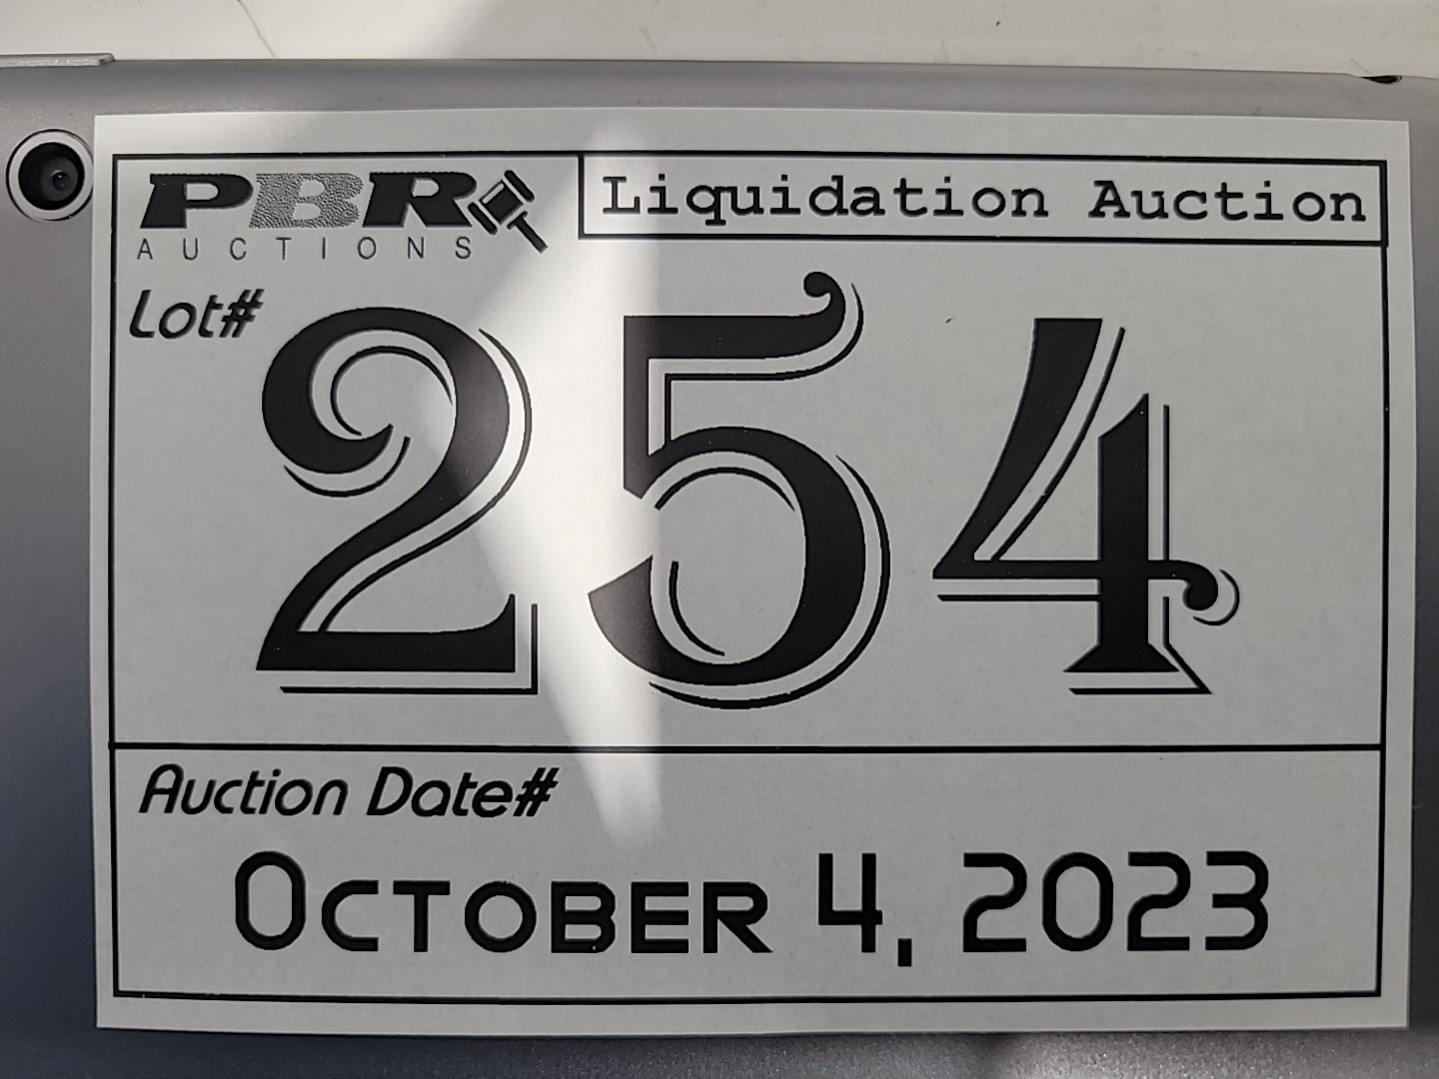 PBR
AUCTIONS
Liquidation Auction
Lot#
254
Auction Date#
October 4, 2023